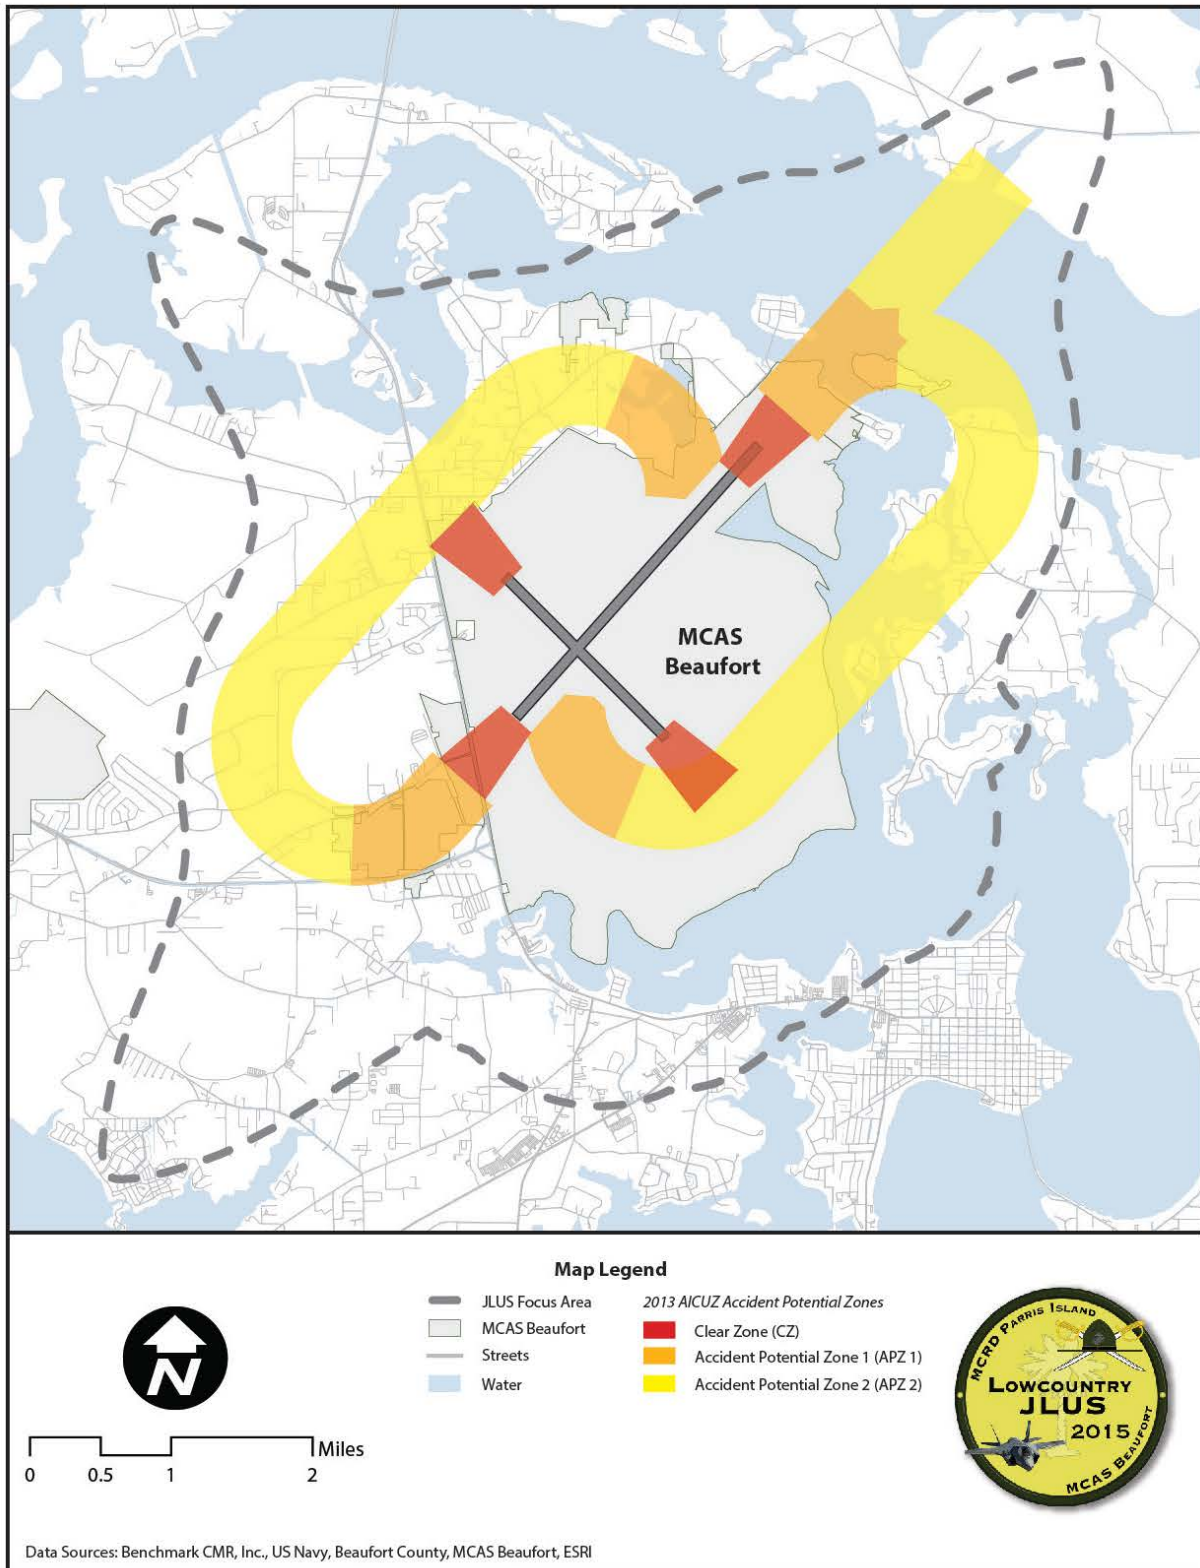 MCAS
Beaufort
Map Legend
JLUS Focus Area
MCAS Beaufort
Streets
Water
2013 AICUZ Accident Potential Zones
Clear Zone (CZ)
Accident Potential Zone 1 (APZ 1)
Accident Potential Zone 2 (APZ 2)
N
Miles
0 0.5 1 2
MCRD PARRIS ISLAND
LOWCOUNTRY
JLUS
2015
MCAS BEAUFORT
Data Sources: Benchmark CMR, Inc., US Navy, Beaufort County, MCAS Beaufort, ESRI